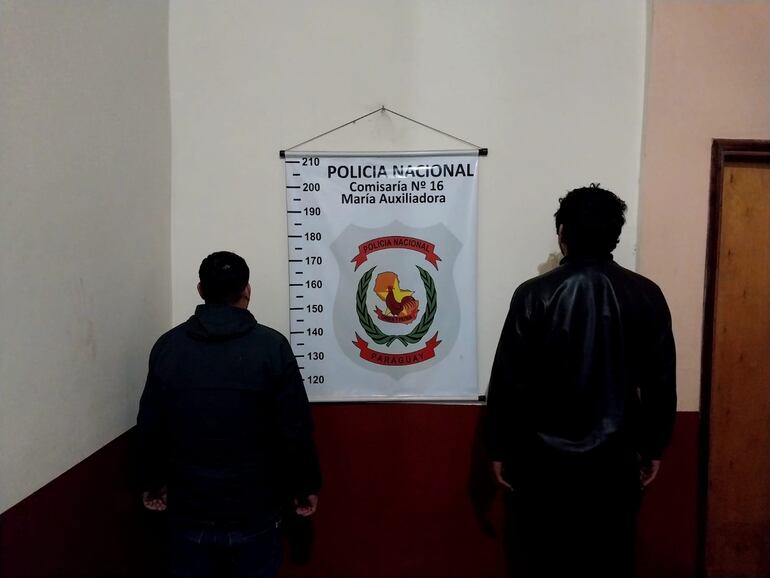 POLICIA NACIONAL
Comisaría Nº 16
María Auxiliadora
210
200
190
180
170
160
150
140
130
120
POLICIA NACIONAL
PARAGUAY